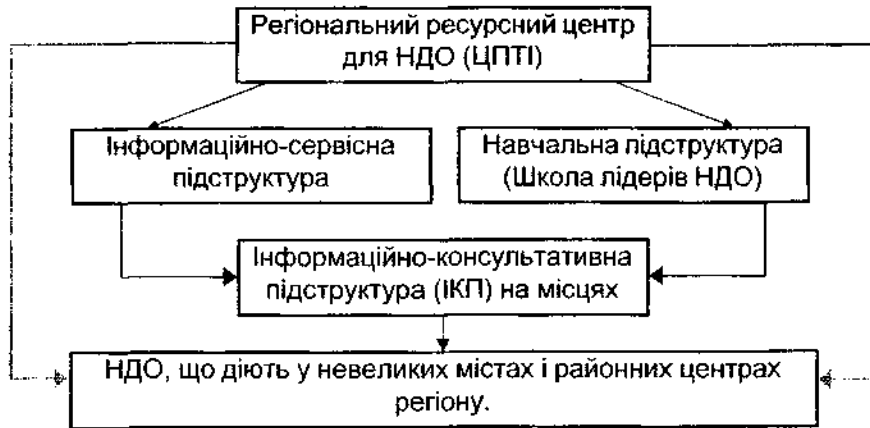 Регіональний ресурсний центр
для НДО (ЦПТІ)
Інформаційно-сервісна
підструктура
Навчальна підструктура
(Школа лідерів НДО)
Інформаційно-консультативна
підструктура (ІКП) на місцях
НДО, що діють у невеликих містах і районних центрах
регіону.